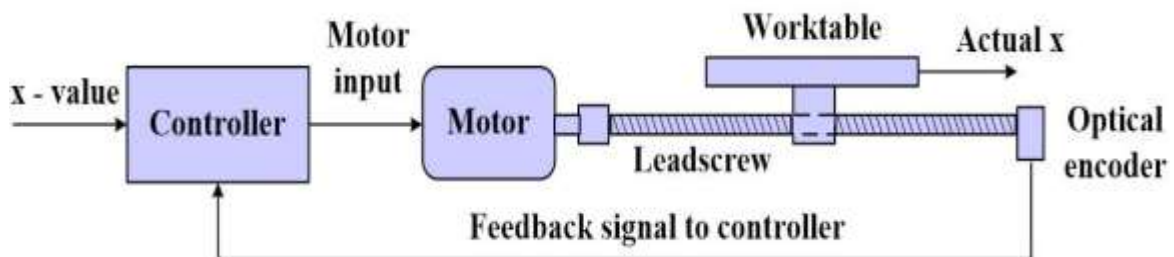 x - value
Controller
Motor
input
Motor
Leadscrew
Worktable
Actual x
Optical
encoder
Feedback signal to controller